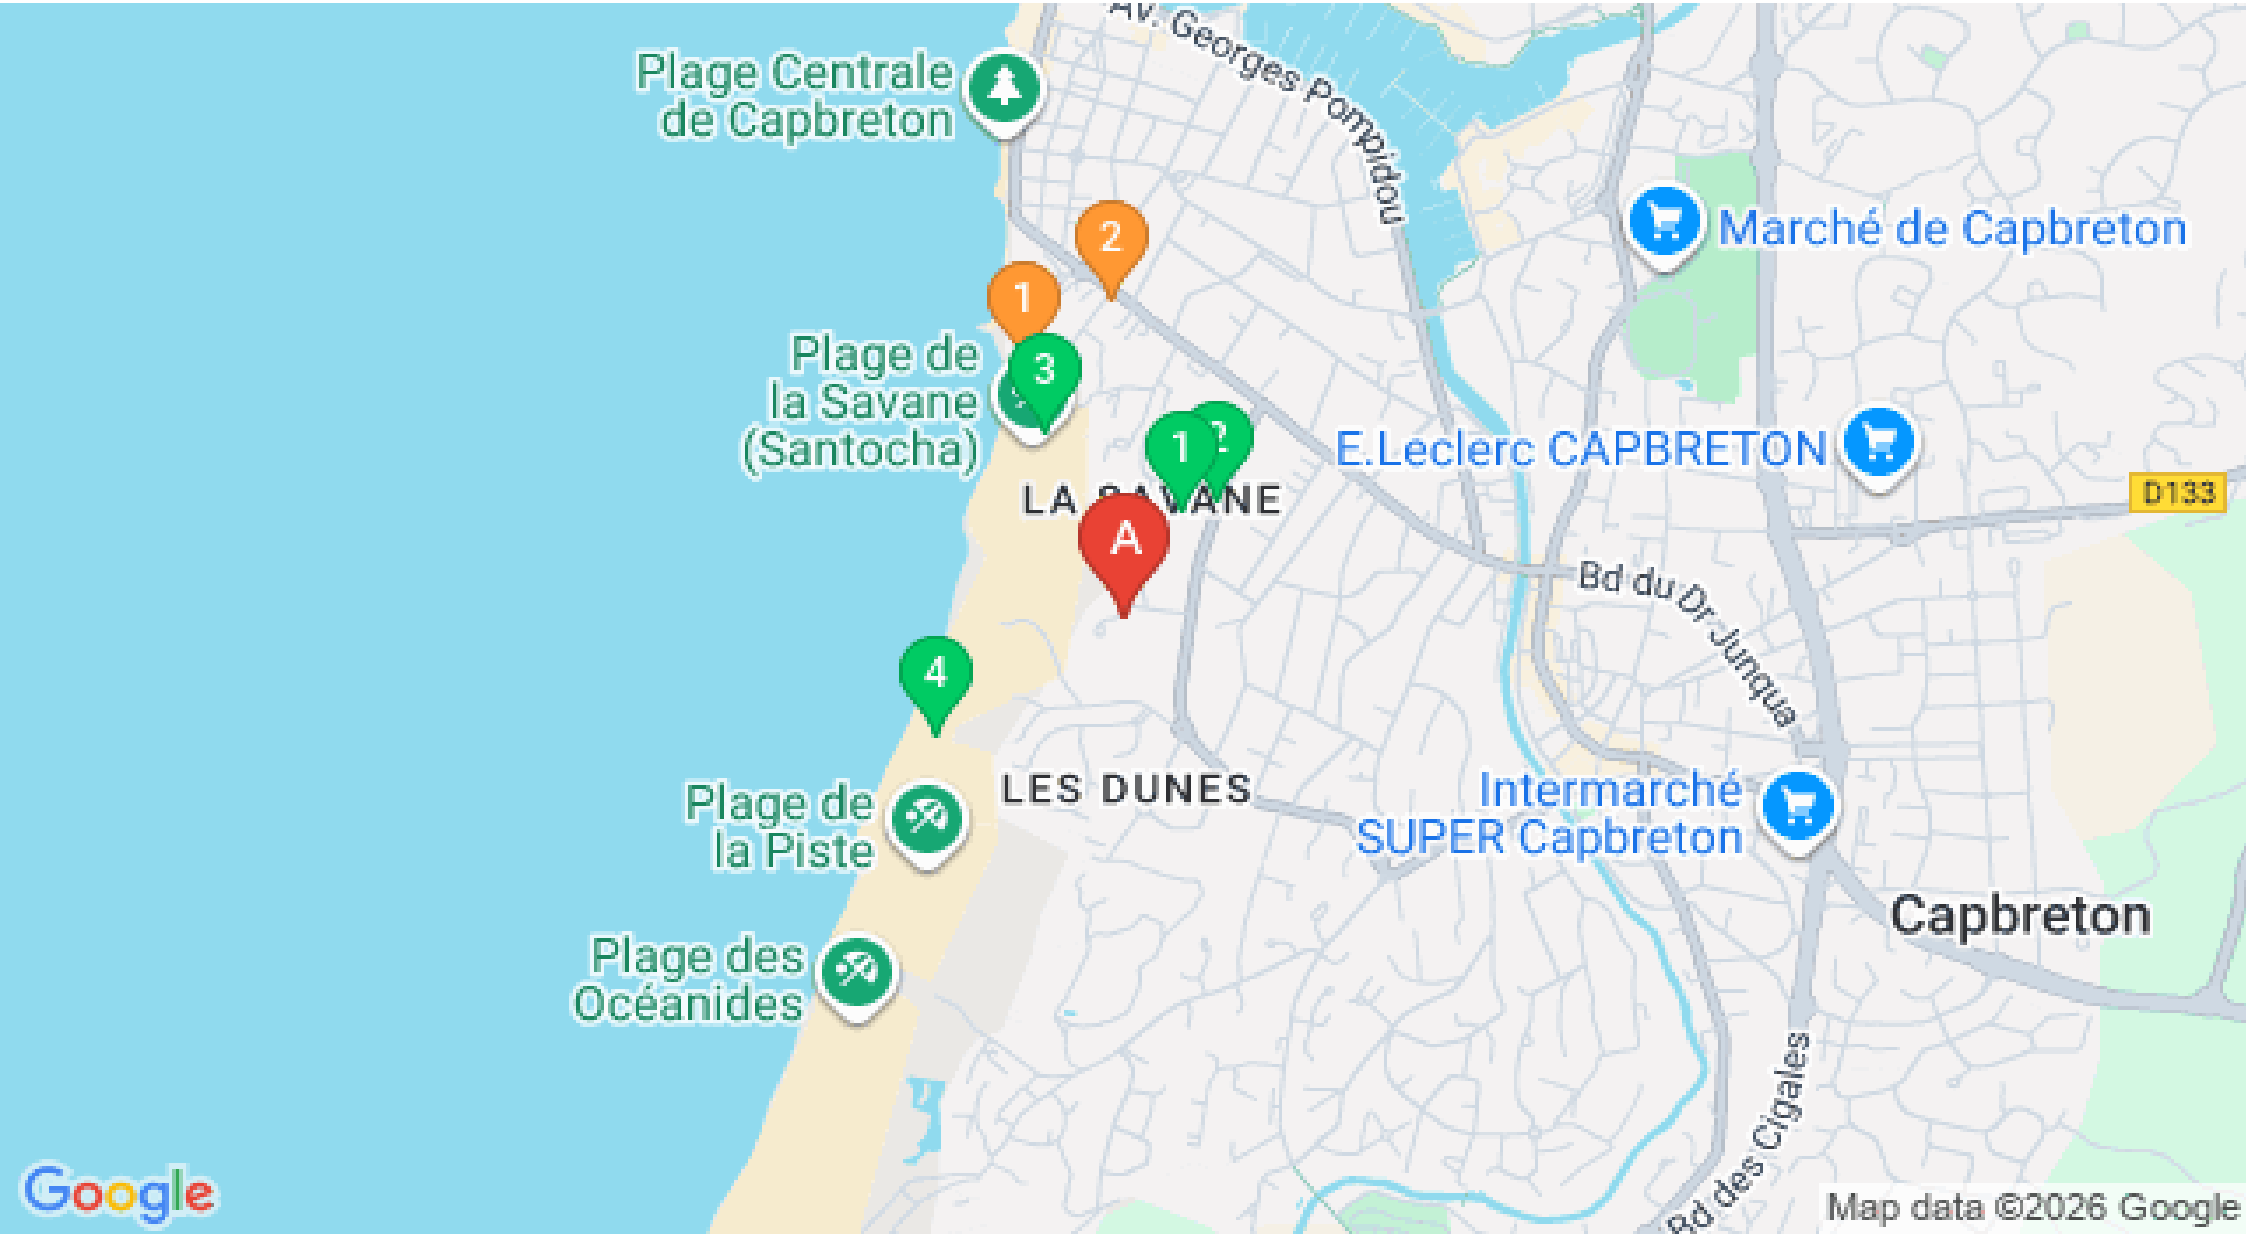 Av. Georges Pompidou
Plage Centrale
de Capbreton
2
Marché de Capbreton
1
Plage de
la Savane
(Santocha)
3
1
2
E.Leclerc CAPBRETON
D133
LA SAVANE
A
Bd du Dr Junqua
4
LES DUNES
Plage de
la Piste
Intermarché
SUPER Capbreton
Capbreton
Plage des
Océanides
Bd des Cigales
Google
Map data ©2026 Google